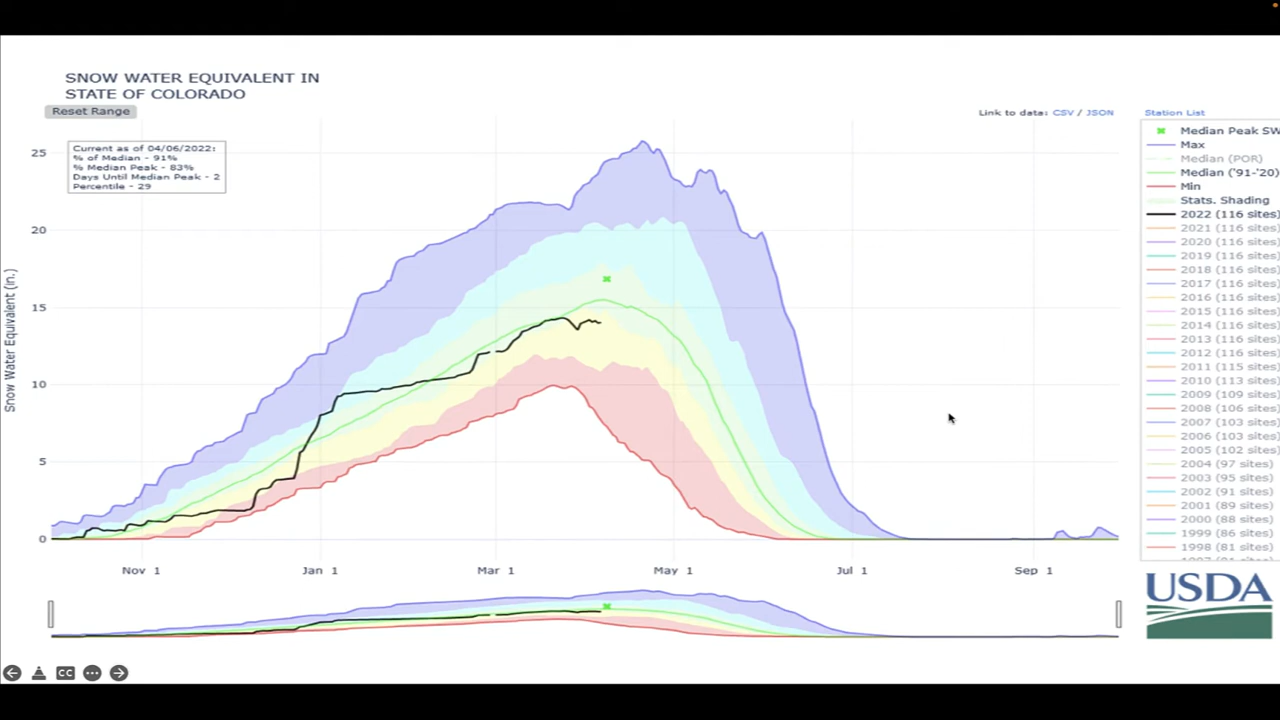 SNOW WATER EQUIVALENT IN
STATE OF COLORADO
Reset Range
Link to data: CSV / JSON
Station List
Current as of 04/06/2022:
% of Median - 91%
% Median Peak - 83%
Days Until Median Peak - 2
Percentile - 29
Snow Water Equivalent (in.)
25
20
15
10
5
0
Nov 1
Jan 1
Mar 1
May 1
Jul 1
Sep 1
Median Peak SW
Max
Median (POR)
Median ('91-'20)
Min
Stats. Shading
2022 (116 sites)
2021 (116 sites)
2020 (116 sites)
2019 (116 sites)
2018 (116 sites)
2017 (116 sites)
2016 (116 sites)
2015 (116 sites)
2014 (116 sites)
2013 (116 sites)
2012 (116 sites)
2011 (115 sites)
2010 (113 sites)
2009 (109 sites)
2008 (106 sites)
2007 (103 sites)
2006 (103 sites)
2005 (102 sites)
2004 (97 sites)
2003 (95 sites)
2002 (91 sites)
2001 (89 sites)
2000 (88 sites)
1999 (86 sites)
1998 (81 sites)
USDA
CC